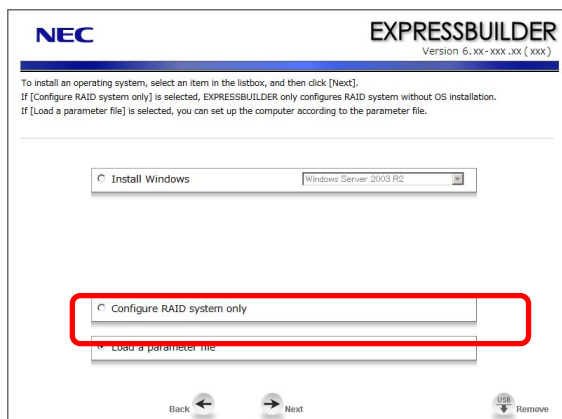 NEC
EXPRESSBUILDER
Version 6.xx-xxx.xx (xxx)
To install an operating system, select an item in the listbox, and then click [Next].
If [Configure RAID system only] is selected, EXPRESSBUILDER only configures RAID system without OS installation.
If [Load a parameter file] is selected, you can set up the computer according to the parameter file.
Install Windows
Windows Server 2003 R2
Configure RAID system only
Load a parameter file
Back
Next
USB
Remove